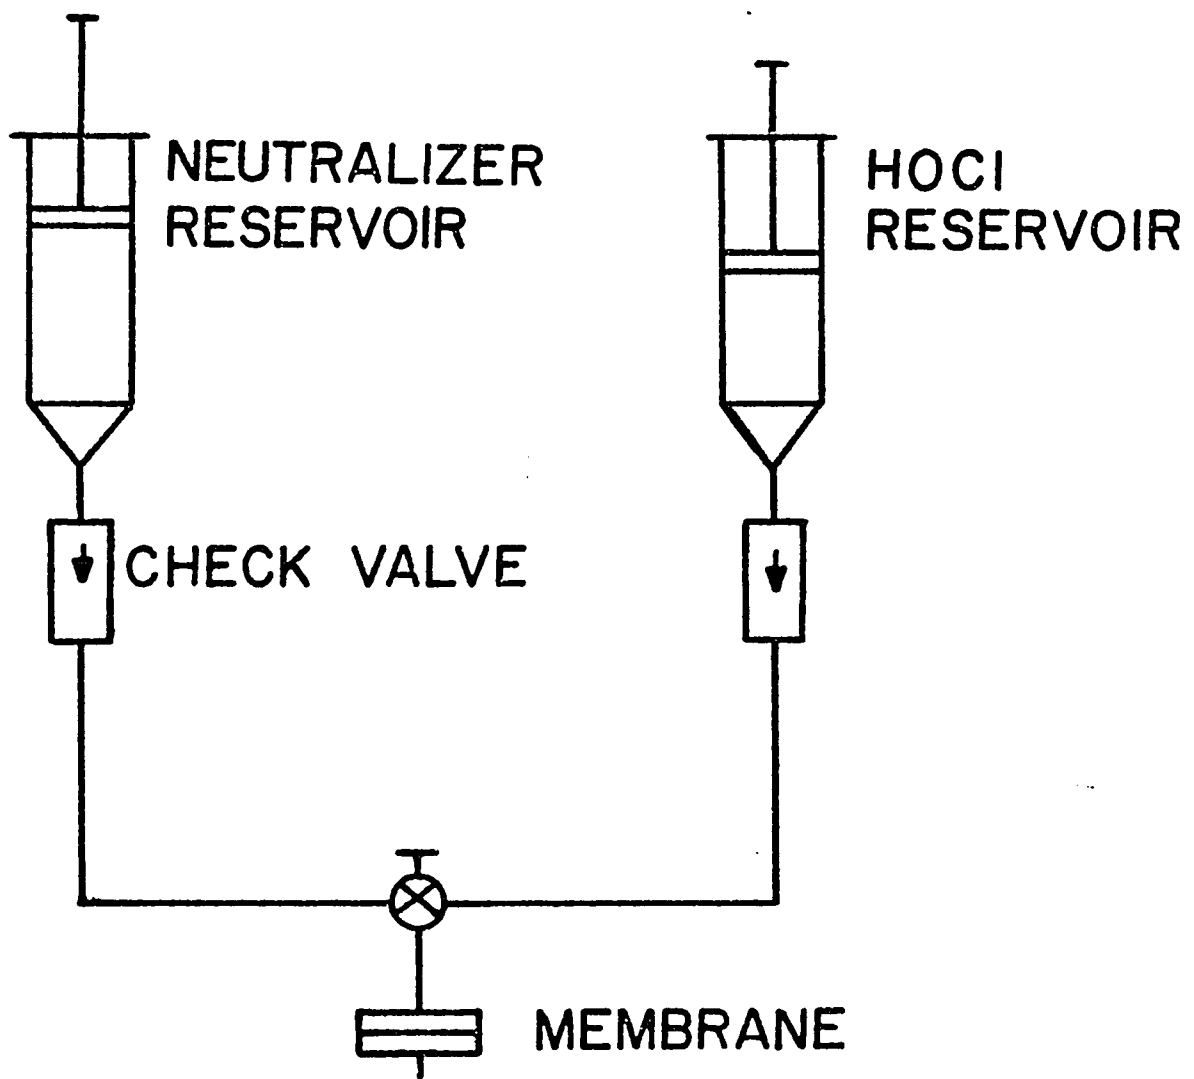 NEUTRALIZER
RESERVOIR
HOCl
RESERVOIR
CHECK VALVE
MEMBRANE